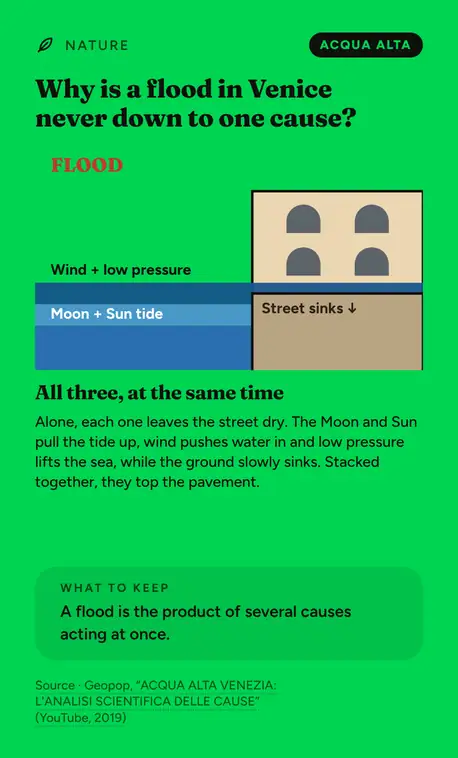 NATURE
ACQUA ALTA
Why is a flood in Venice
never down to one cause?
FLOOD
Wind + low pressure
Moon + Sun tide
Street sinks ↓
All three, at the same time
Alone, each one leaves the street dry. The Moon and Sun
pull the tide up, wind pushes water in and low pressure
lifts the sea, while the ground slowly sinks. Stacked
together, they top the pavement.
WHAT TO KEEP
A flood is the product of several causes
acting at once.
Source · Geopop, “ACQUA ALTA VENEZIA:
L'ANALISI SCIENTIFICA DELLE CAUSE”
(YouTube, 2019)